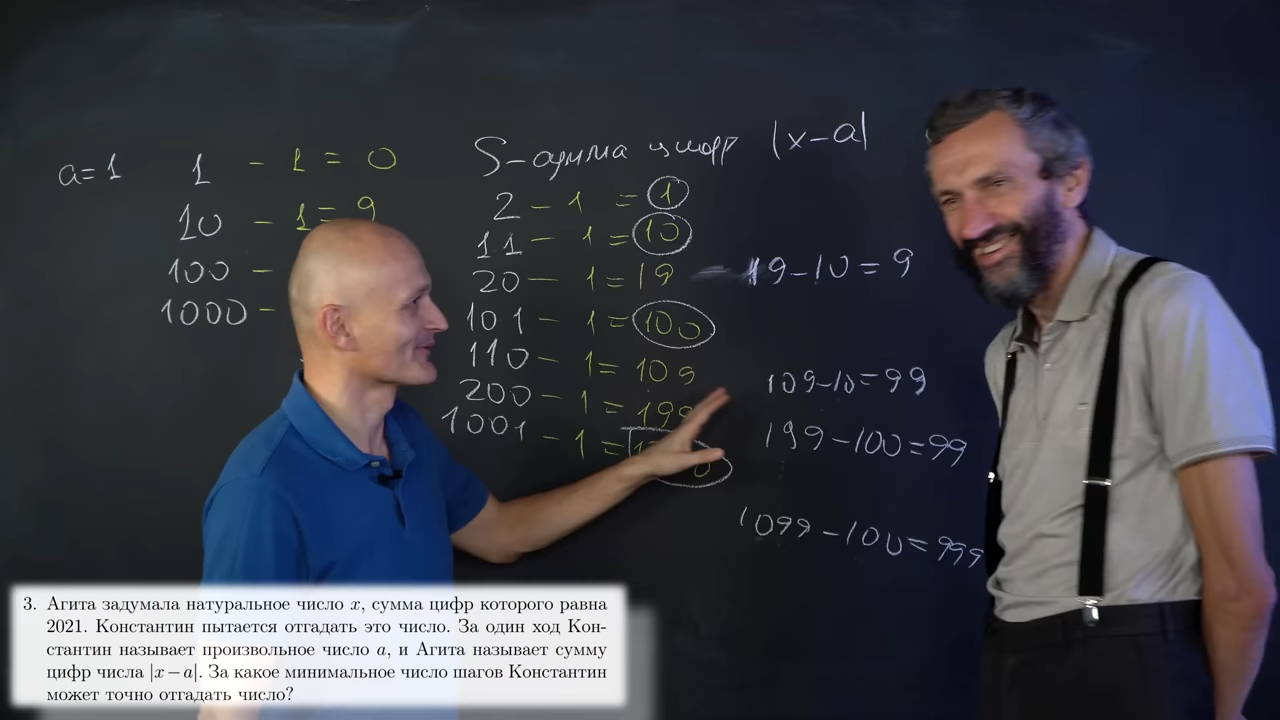 a=1
1 - 1 = 0
10 - 1 = 9
100 -
1000 -
S-сумма цифр |x-a|
2 - 1 = 1
11 - 1 = 10
20 - 1 = 19 - 19-10=9
101 - 1 = 100
110 - 1 = 109 109-10=99
200 - 1 = 199 199-100=99
1001 - 1 =
1099-100=999
3. Агита задумала натуральное число x, сумма цифр которого равна
2021. Константин пытается отгадать это число. За один ход Кон-
стантин называет произвольное число a, и Агита называет сумму
цифр числа |x−a|. За какое минимальное число шагов Константин
может точно отгадать число?